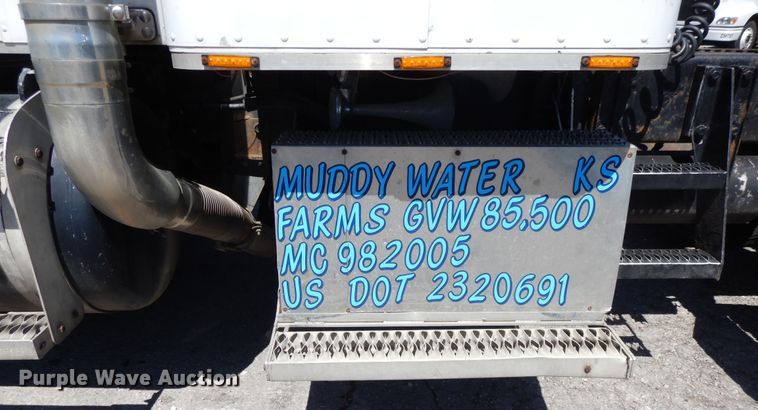 MUDDY WATER KS
FARMS GVW 85,500
MC 982005
US DOT 2320691
Purple Wave Auction